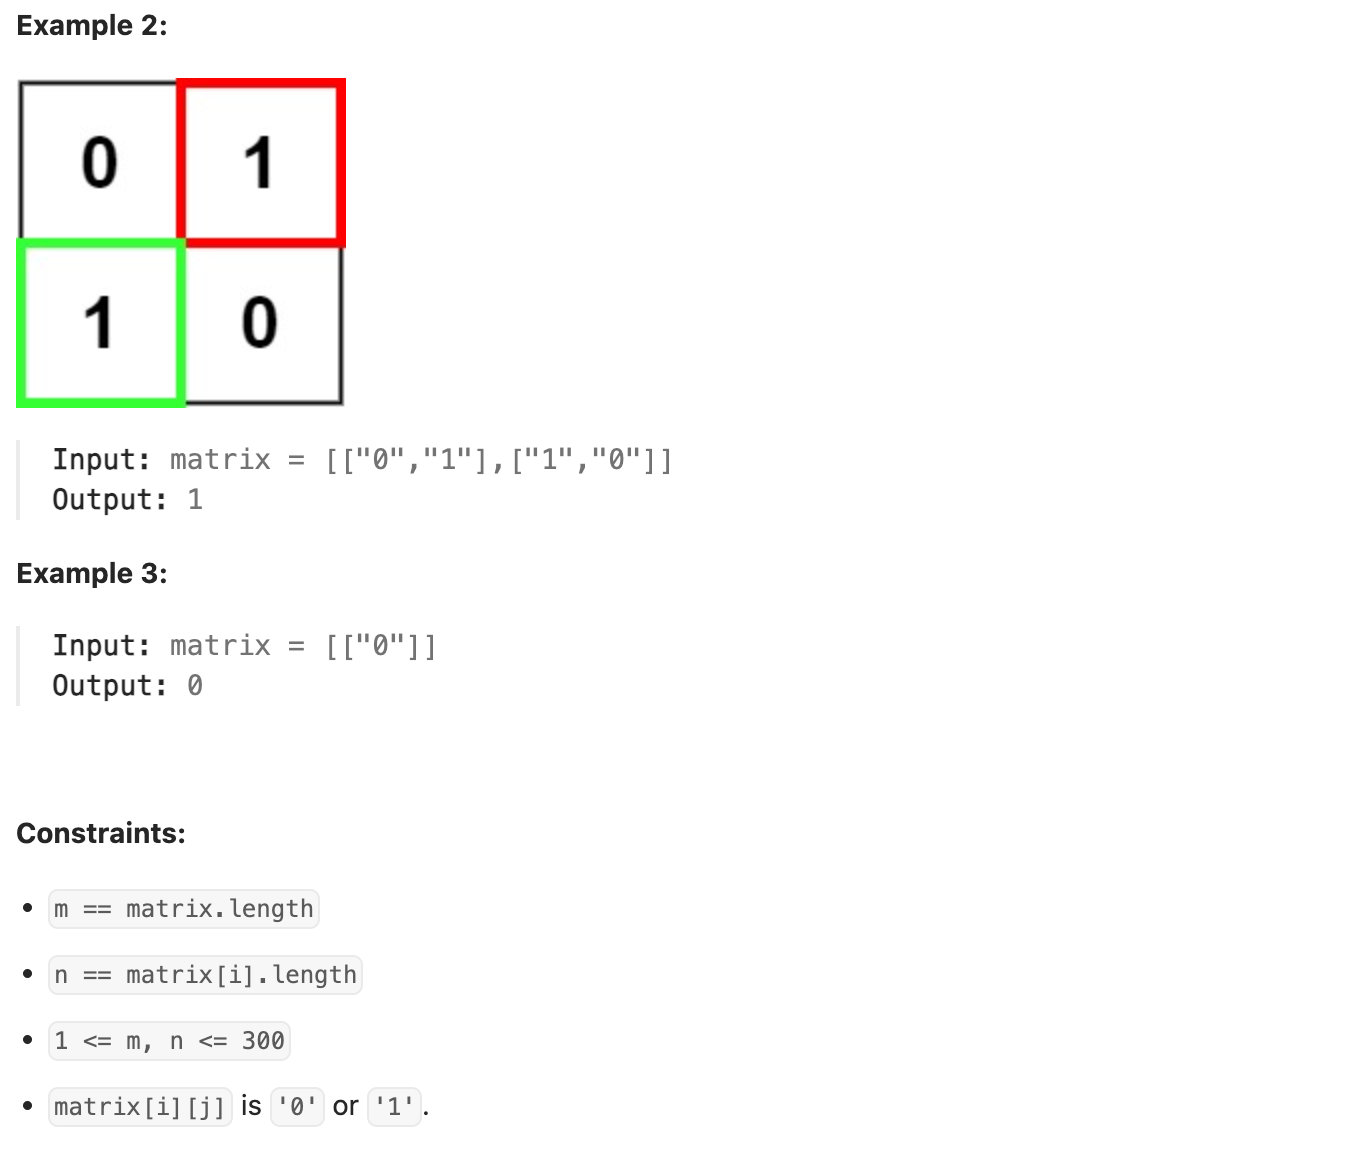 Example 2:
0 1
1 0
Input: matrix = [["0","1"],["1","0"]]
Output: 1
Example 3:
Input: matrix = [["0"]]
Output: 0
Constraints:
• m == matrix.length
• n == matrix[i].length
• 1 <= m, n <= 300
• matrix[i][j] is '0' or '1'.